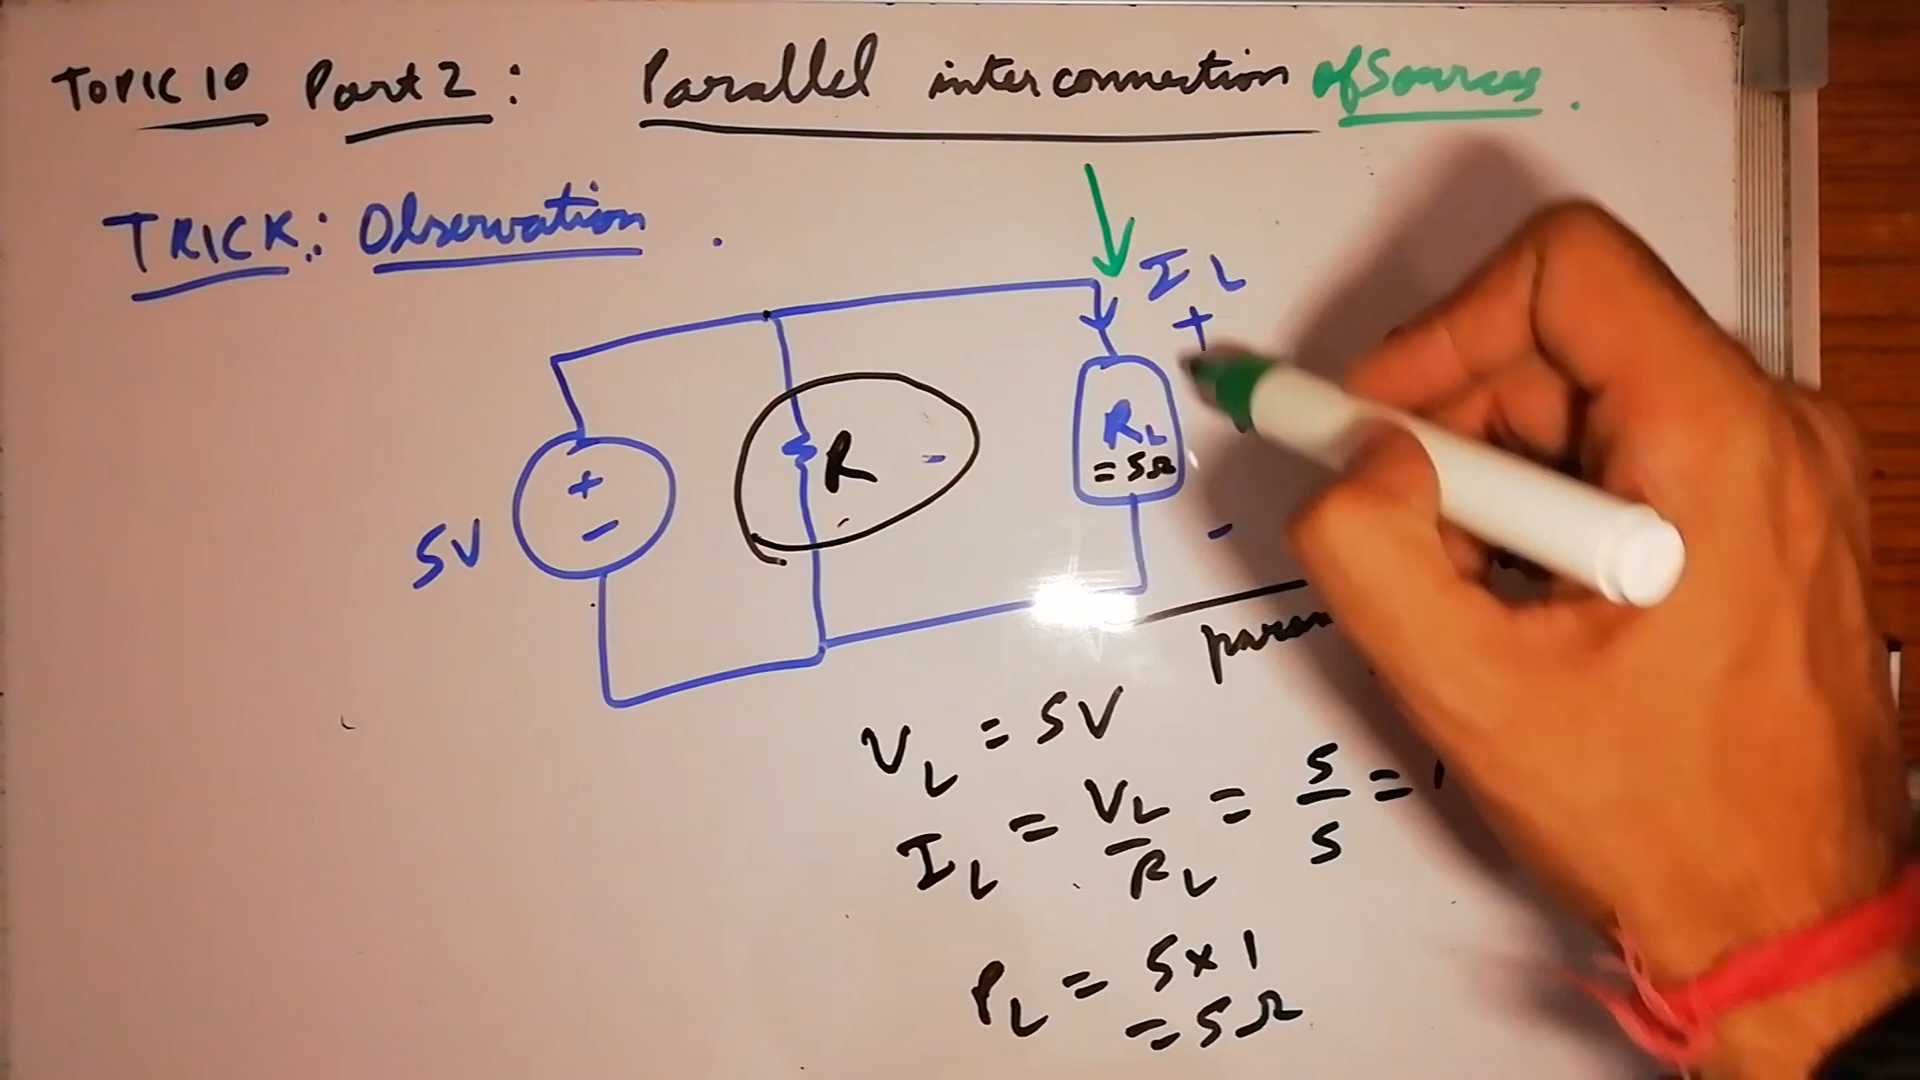 TOPIC 10 Part 2 : Parallel interconnection of Sources.
TRICK : Observation .
IL
+
+
-
5V
R
-
RL
= 5Ω
-
VL = 5V
IL = VL/RL = 5/5 = 1
PL = 5 x 1
= 5Ω